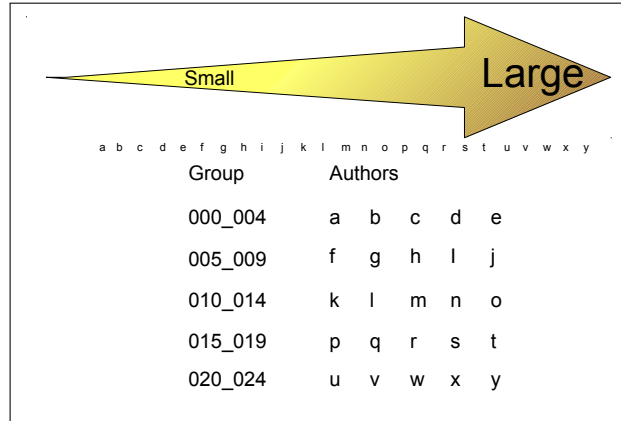 Small Large
a b c d e f g h i j k l m n o p q r s t u v w x y
Group Authors
000_004 a b c d e
005_009 f g h I j
010_014 k l m n o
015_019 p q r s t
020_024 u v w x y